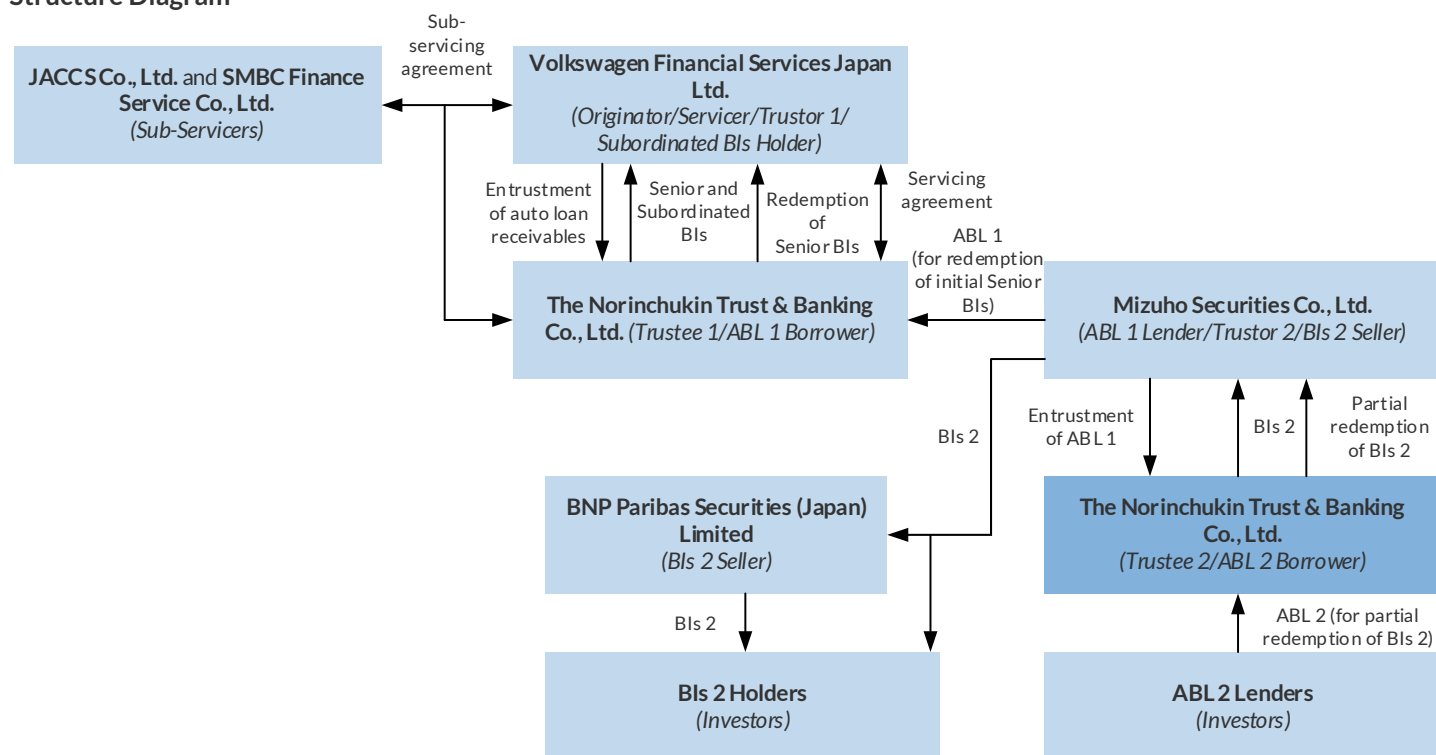 Structure Diagram
Sub-
servicing
agreement
JACCS Co., Ltd. and SMBC Finance
Service Co., Ltd.
(Sub-Servicers)
Volkswagen Financial Services Japan
Ltd.
(Originator/Servicer/Trustor 1/
Subordinated BIs Holder)
Entrustment
of auto loan
receivables
Senior and
Subordinated
BIs
Redemption
of
Senior BIs
Servicing
agreement
ABL 1
(for redemption
of initial Senior
BIs)
The Norinchukin Trust & Banking
Co., Ltd. (Trustee 1/ABL 1 Borrower)
Mizuho Securities Co., Ltd.
(ABL 1 Lender/Trustor 2/BIs 2 Seller)
BIs 2
Entrustment
of ABL 1
BIs 2
Partial
redemption
of BIs 2
BNP Paribas Securities (Japan)
Limited
(BIs 2 Seller)
The Norinchukin Trust & Banking
Co., Ltd.
(Trustee 2/ABL 2 Borrower)
BIs 2
ABL 2 (for partial
redemption of BIs 2)
BIs 2 Holders
(Investors)
ABL 2 Lenders
(Investors)